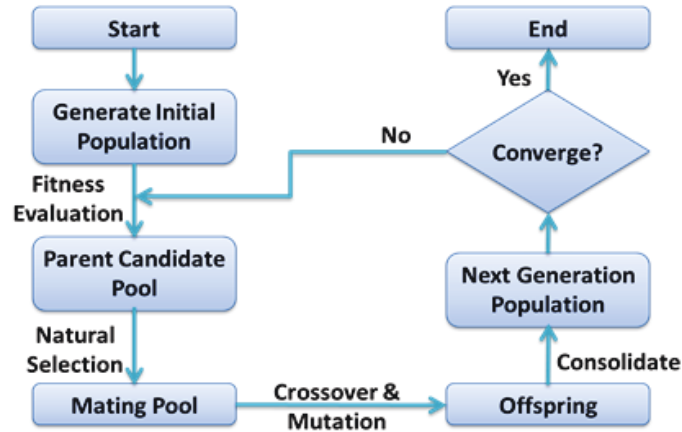 Start
Generate Initial
Population
Fitness
Evaluation
Parent Candidate
Pool
Natural
Selection
Mating Pool
Crossover &
Mutation
Offspring
Consolidate
Next Generation
Population
Converge?
No
Yes
End